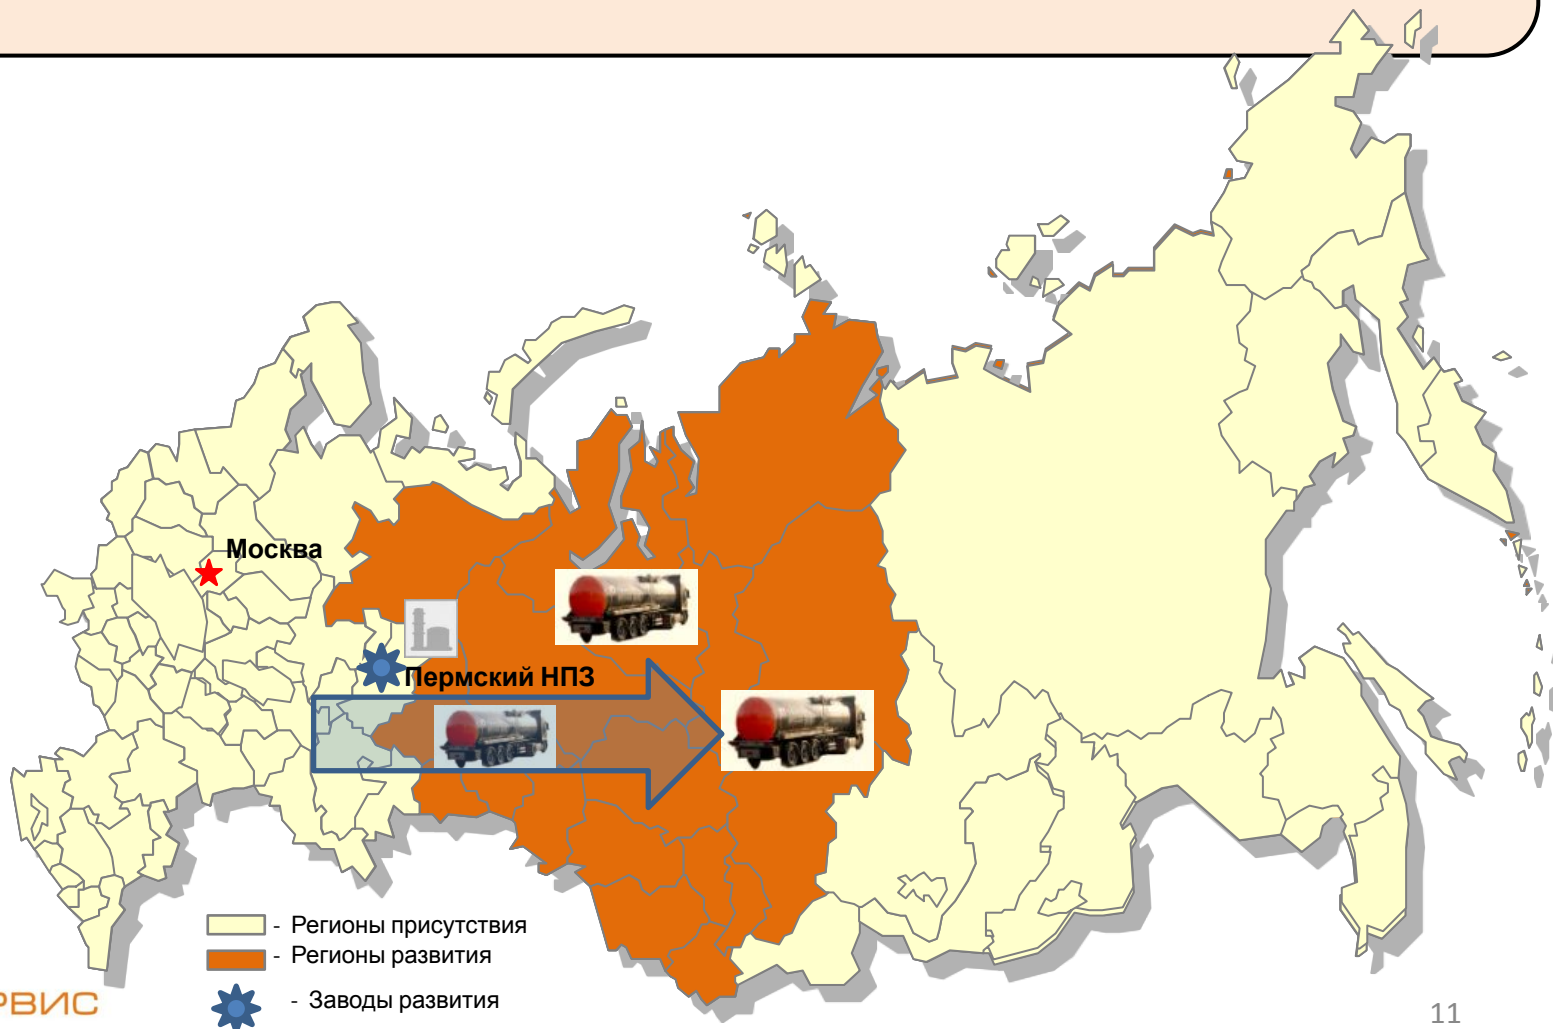 Москва
Пермский НПЗ
- Регионы присутствия
- Регионы развития
- Заводы развития
РВИС
11